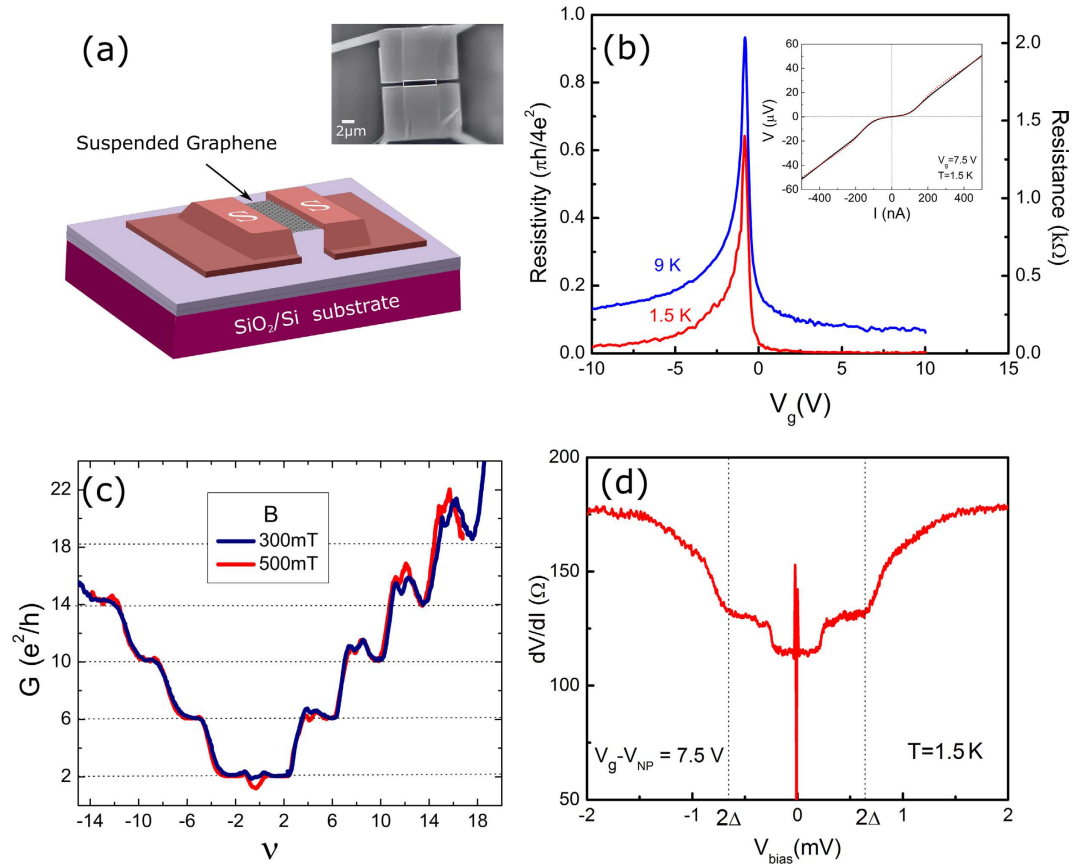 (a)
2μm
Suspended Graphene
S S
SiO₂/Si substrate
(b)
Resistivity (πh/4e²)
1.0
0.8
0.6
0.4
0.2
0.0
-10 -5 0 5 10 15
V_g(V)
9 K
1.5 K
Resistance (kΩ)
2.0
1.5
1.0
0.5
0.0
V (μV)
60
40
20
0
-20
-40
-60
-400 -200 0 200 400
I (nA)
V_g=7.5 V
T=1.5 K
(c)
G (e²/h)
22
18
14
10
6
2
-14 -10 -6 -2 2 6 10 14 18
ν
B
300mT
500mT
(d)
dV/dI (Ω)
200
150
100
50
V_g-V_NP = 7.5 V
T=1.5 K
-2 -1 0 1 2
2Δ 2Δ
V_bias(mV)